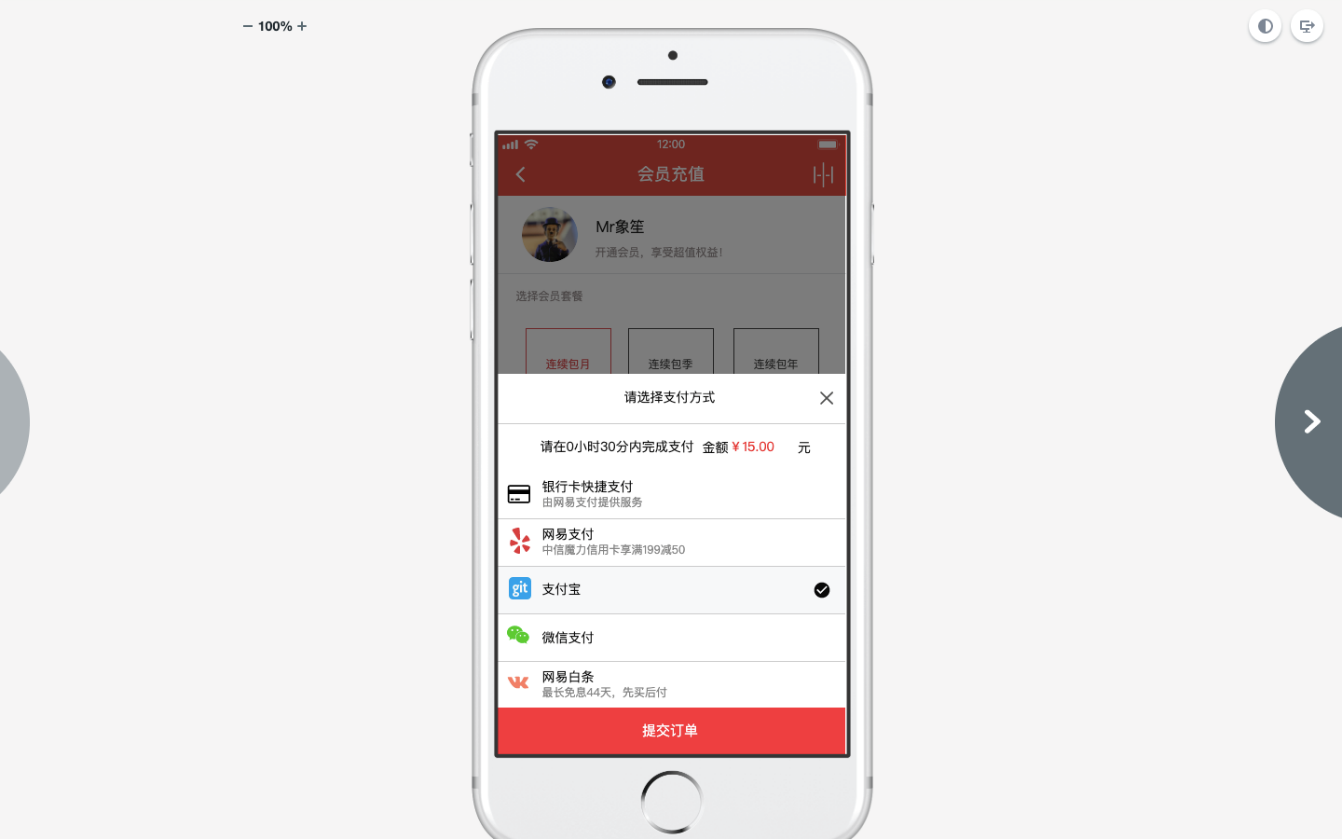 100%
12:00
会员充值
Mr象笙
开通会员，享受超值权益！
选择会员套餐
连续包月 连续包季 连续包年
请选择支付方式
请在0小时30分内完成支付 金额 ¥ 15.00 元
银行卡快捷支付
由网易支付提供服务
网易支付
中信魔力信用卡享满199减50
git 支付宝
微信支付
网易白条
最长免息44天，先买后付
提交订单